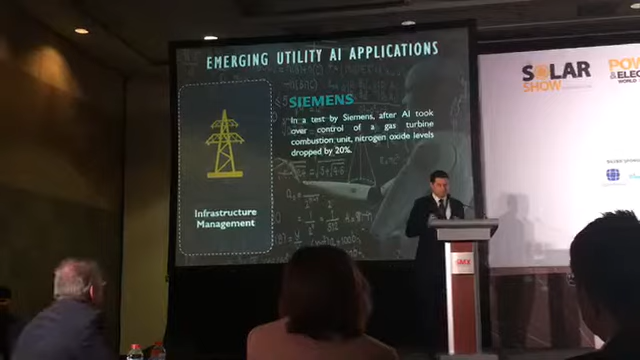 EMERGING UTILITY AI APPLICATIONS
SIEMENS
In a test by Siemens, after AI took
over control of a gas turbine
combustion unit, nitrogen oxide levels
dropped by 20%.
Infrastructure
Management
SOLAR
SHOW
POW
& ELEC
WORLD